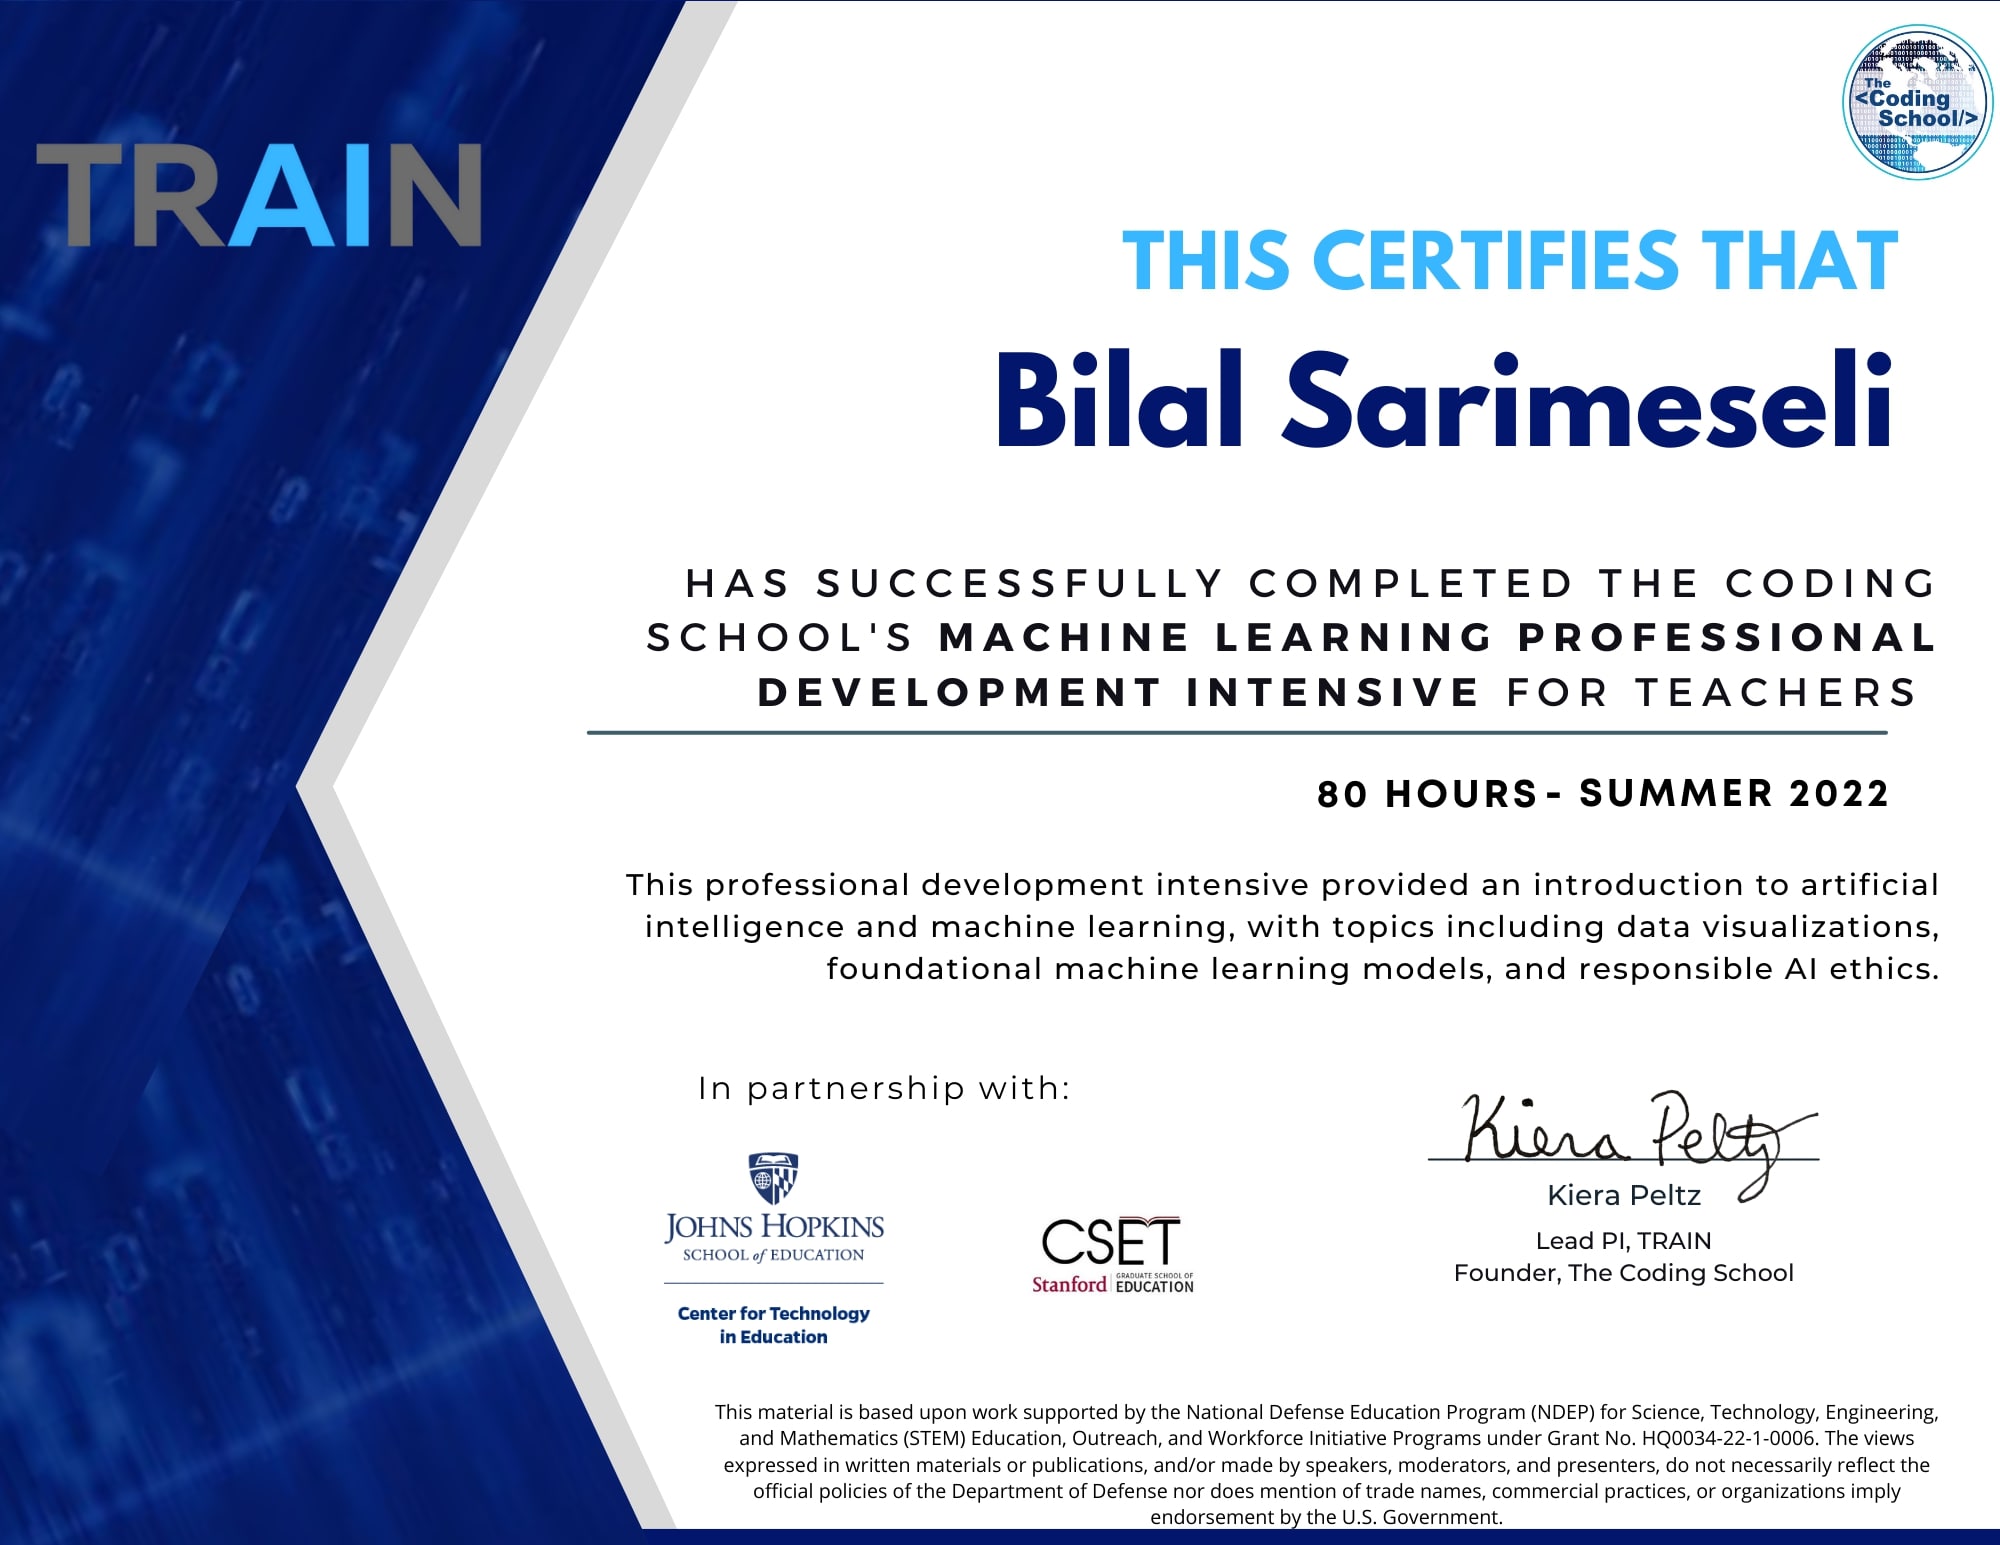 TRAIN
The
<Coding
School/>
THIS CERTIFIES THAT
Bilal Sarimeseli
HAS SUCCESSFULLY COMPLETED THE CODING
SCHOOL'S MACHINE LEARNING PROFESSIONAL
DEVELOPMENT INTENSIVE FOR TEACHERS
80 HOURS - SUMMER 2022
This professional development intensive provided an introduction to artificial
intelligence and machine learning, with topics including data visualizations,
foundational machine learning models, and responsible AI ethics.
In partnership with:
JOHNS HOPKINS
SCHOOL of EDUCATION
Center for Technology
in Education
CSET
Stanford GRADUATE SCHOOL OF
EDUCATION
Kiera Peltz
Kiera Peltz
Lead PI, TRAIN
Founder, The Coding School
This material is based upon work supported by the National Defense Education Program (NDEP) for Science, Technology, Engineering,
and Mathematics (STEM) Education, Outreach, and Workforce Initiative Programs under Grant No. HQ0034-22-1-0006. The views
expressed in written materials or publications, and/or made by speakers, moderators, and presenters, do not necessarily reflect the
official policies of the Department of Defense nor does mention of trade names, commercial practices, or organizations imply
endorsement by the U.S. Government.